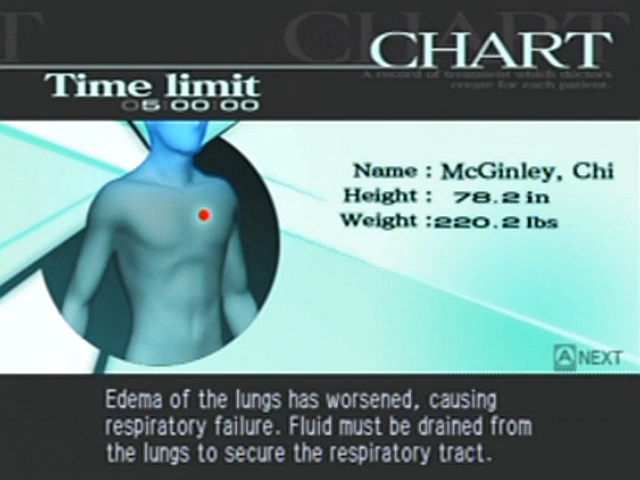 CHART
A record of treatment which doctors
create for each patient.
Time limit
05:00:00
Name : McGinley, Chi
Height : 78.2 in
Weight :220.2 lbs
A NEXT
Edema of the lungs has worsened, causing
respiratory failure. Fluid must be drained from
the lungs to secure the respiratory tract.